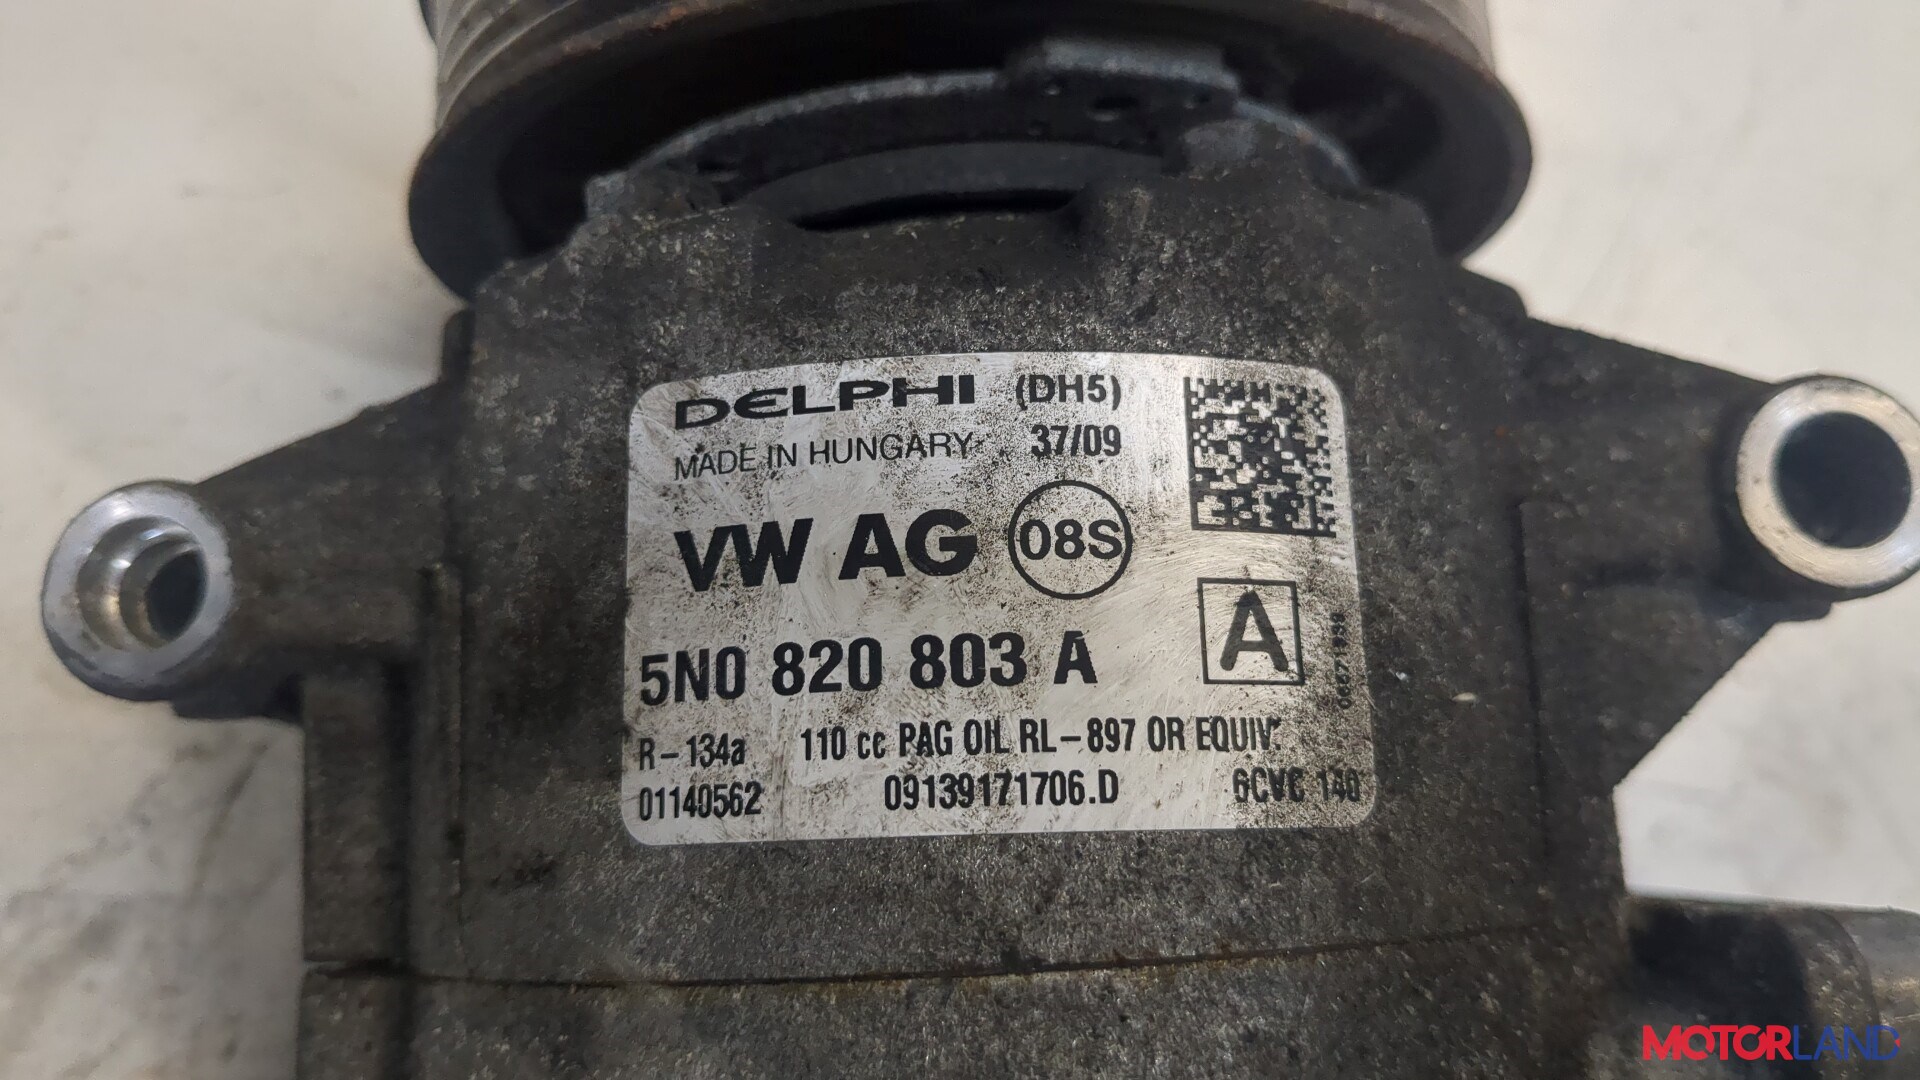 DELPHI (DH5)
MADE IN HUNGARY 37/09
VW AG 08S
A
5N0 820 803 A
R-134a 110 cc PAG OIL RL-897 OR EQUIV.
01140562 09139171706.D 6CVC 140
MOTORLAND